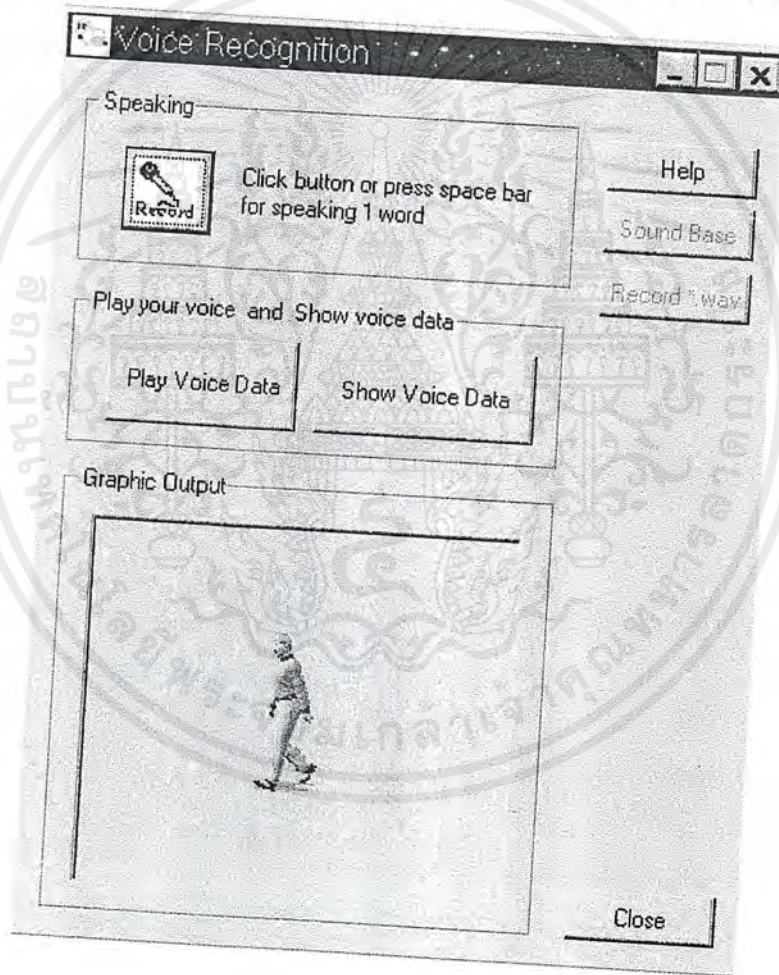 Voice Recognition
Speaking
Record
Click button or press space bar
for speaking 1 word
Help
Sound Base
Record *.wav
Play your voice and Show voice data
Play Voice Data
Show Voice Data
Graphic Output
Close